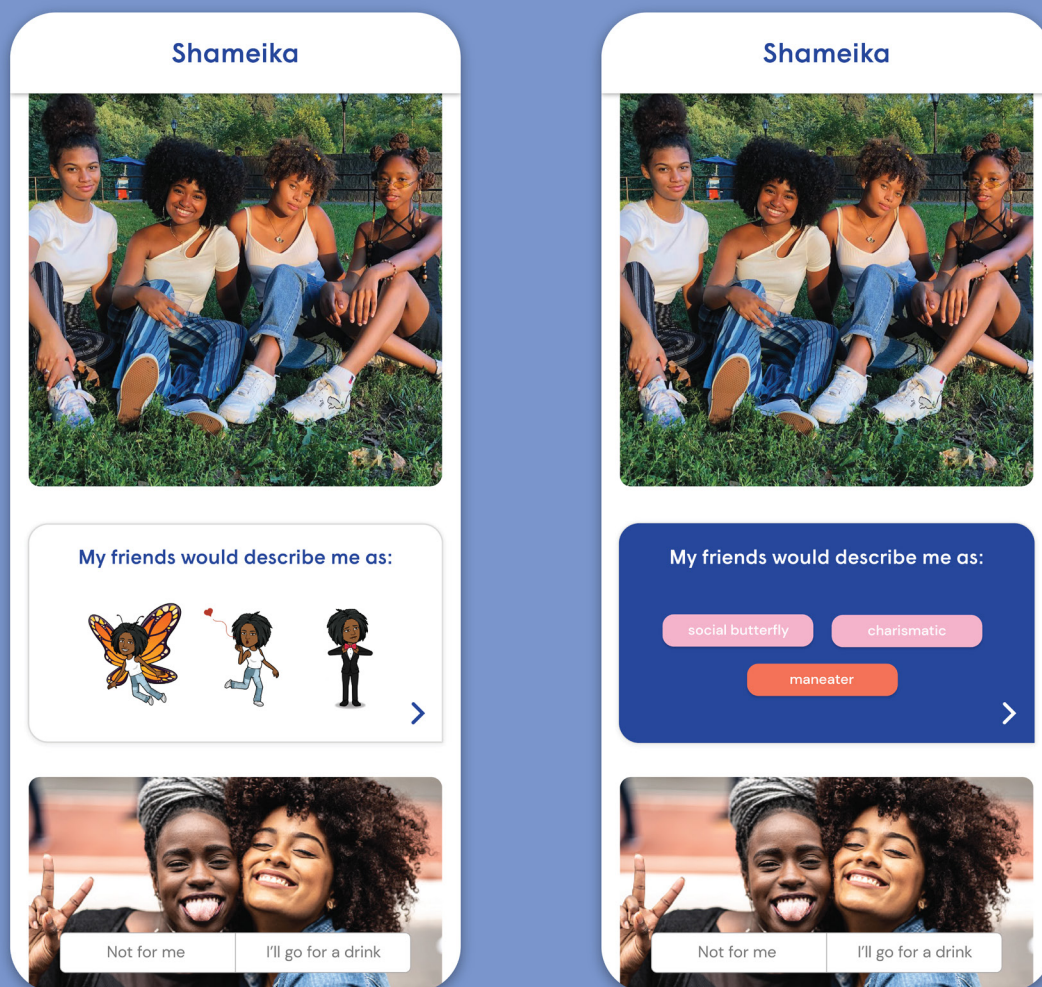 Shameika
My friends would describe me as:
Not for me
I'll go for a drink
Shameika
My friends would describe me as:
social butterfly
charismatic
maneater
Not for me
I'll go for a drink